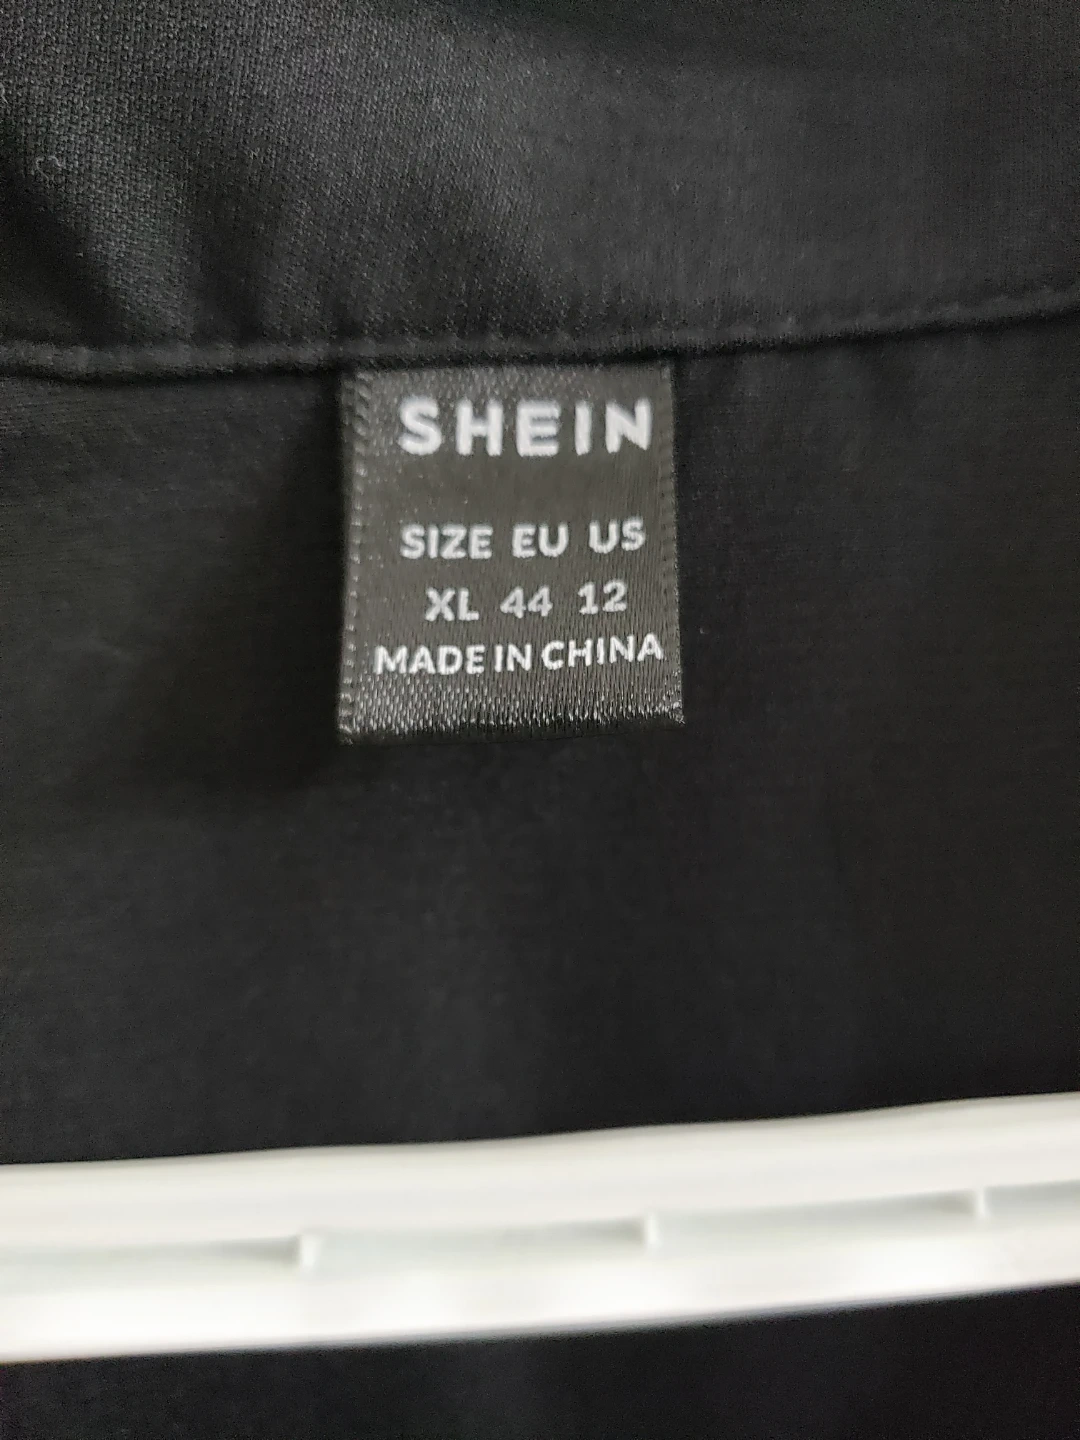 SHEIN
SIZE EU US
XL 44 12
MADE IN CHINA